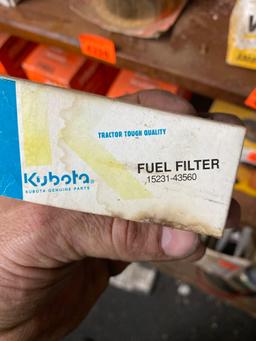 TRACTOR TOUGH QUALITY
FUEL FILTER
15231-43560
Kubota
KUBOTA GENUINE PARTS